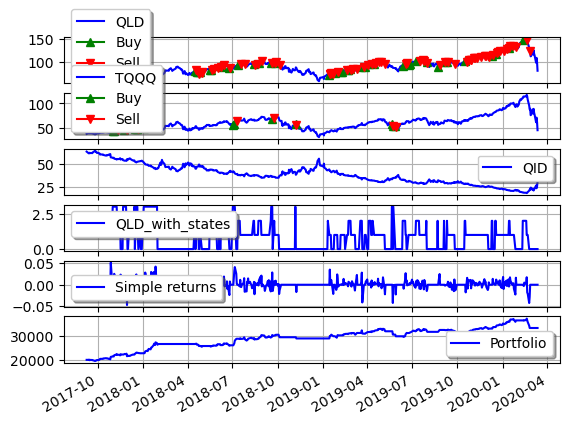 QLD
Buy
Sell
150
100
TQQQ
Buy
Sell
100
50
50
25
QID
2.5
0.0
QLD_with_states
0.05
0.00
−0.05
Simple returns
30000
20000
Portfolio
2017-10
2018-01
2018-04
2018-07
2018-10
2019-01
2019-04
2019-07
2019-10
2020-01
2020-04